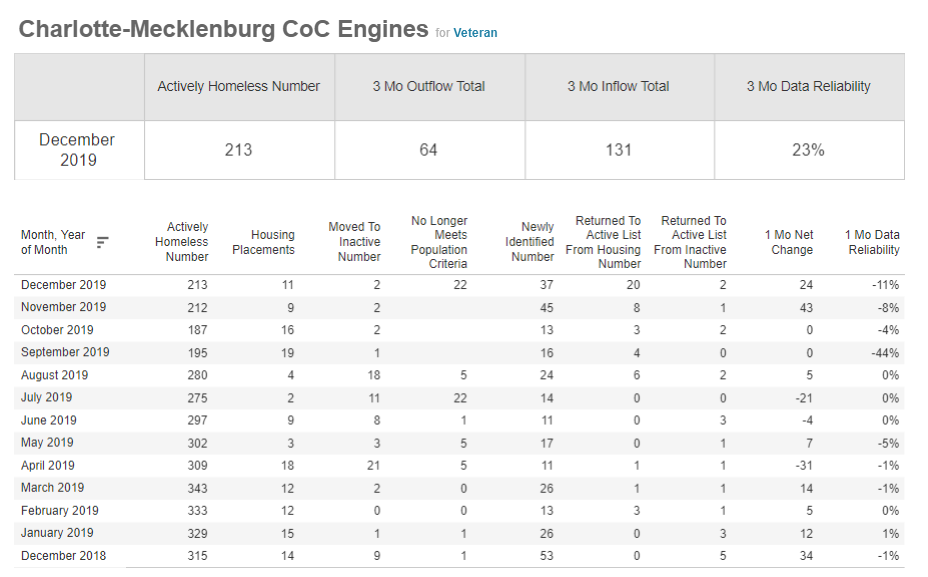 Charlotte-Mecklenburg CoC Engines for Veteran
Actively Homeless Number 3 Mo Outflow Total 3 Mo Inflow Total 3 Mo Data Reliability
December
2019
213 64 131 23%
Month, Year
of Month
Actively
Homeless
Number
Housing
Placements
Moved To
Inactive
Number
No Longer
Meets
Population
Criteria
Newly
Identified
Number
Returned To
Active List
From Housing
Number
Returned To
Active List
From Inactive
Number
1 Mo Net
Change
1 Mo Data
Reliability
December 2019 213 11 2 22 37 20 2 24 -11%
November 2019 212 9 2 45 8 1 43 -8%
October 2019 187 16 2 13 3 2 0 -4%
September 2019 195 19 1 16 4 0 0 -44%
August 2019 280 4 18 5 24 6 2 5 0%
July 2019 275 2 11 22 14 0 0 -21 0%
June 2019 297 9 8 1 11 0 3 -4 0%
May 2019 302 3 3 5 17 0 1 7 -5%
April 2019 309 18 21 5 11 1 1 -31 -1%
March 2019 343 12 2 0 26 1 1 14 -1%
February 2019 333 12 0 0 13 3 1 5 0%
January 2019 329 15 1 1 26 0 3 12 1%
December 2018 315 14 9 1 53 0 5 34 -1%